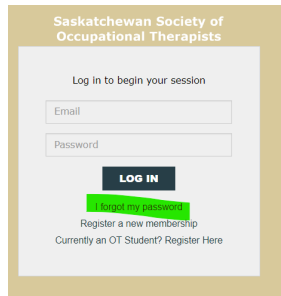 Saskatchewan Society of
Occupational Therapists
Log in to begin your session
Email
Password
LOG IN
I forgot my password
Register a new membership
Currently an OT Student? Register Here